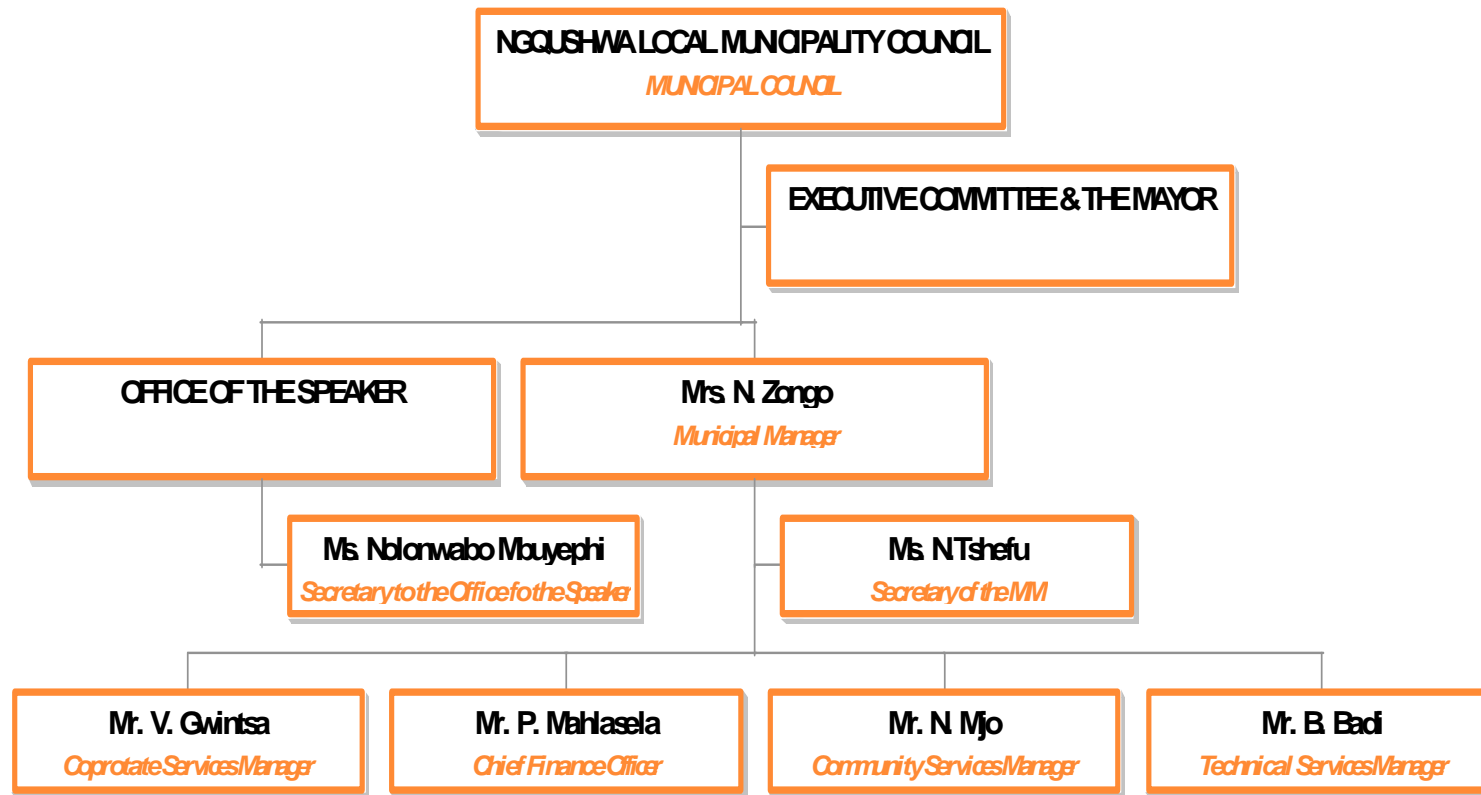 NGQUSHWA LOCAL MUNICIPALITY COUNCIL
MUNICIPAL COUNCIL
EXECUTIVE COMMITTEE & THE MAYOR
OFFICE OF THE SPEAKER
Mrs. N. Zongo
Municipal Manager
Ms. Nolonwabo Mbuyephi
Secretary to the Office fo the Speaker
Ms. N.Tshefu
Secretary of the MM
Mr. V. Gwintsa
Coprotate Services Manager
Mr. P. Mahlasela
Chief Finance Officer
Mr. N. Mjo
Community Services Manager
Mr. B. Badi
Technical Services Manager